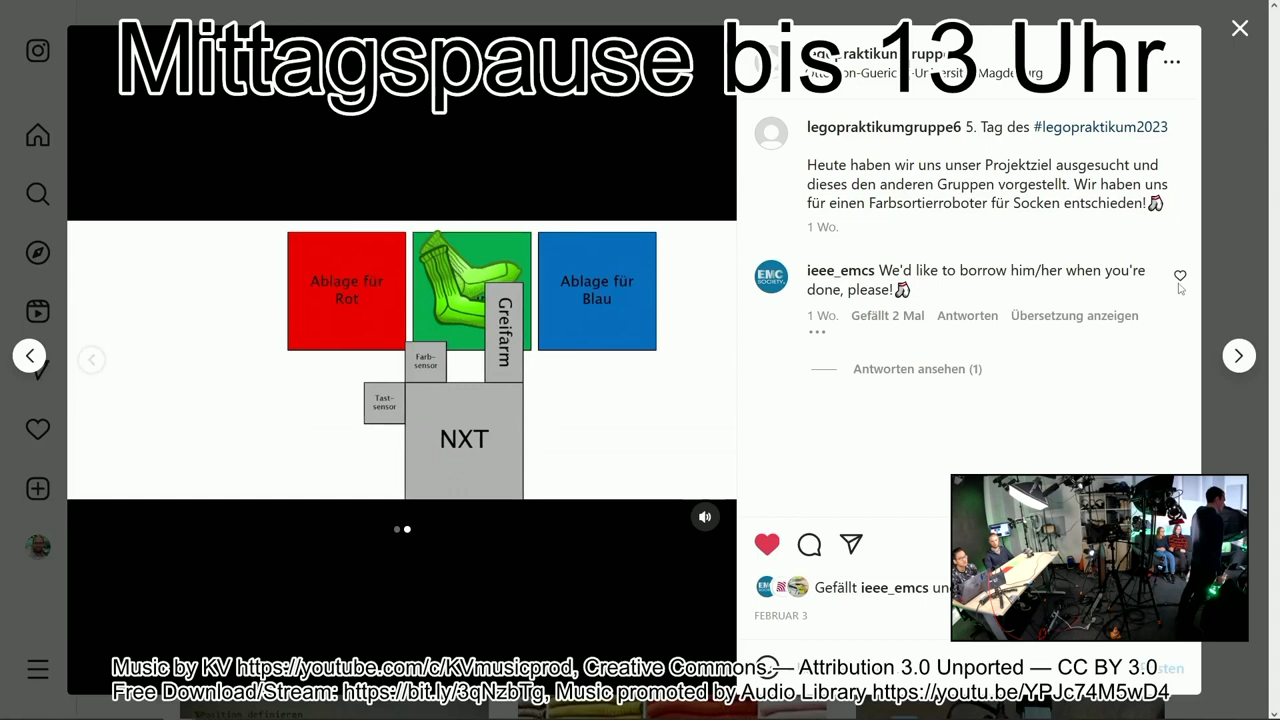 Mittagspause bis 13 Uhr
legopraktikumgruppe6 5. Tag des #legopraktikum2023
Heute haben wir uns unser Projektziel ausgesucht und
dieses den anderen Gruppen vorgestellt. Wir haben uns
für einen Farbsortierroboter für Socken entschieden!🧦
1 Wo.
EMC
SOCIETY.
ieee_emcs We'd like to borrow him/her when you're
done, please!🧦
1 Wo. Gefällt 2 Mal Antworten Übersetzung anzeigen
Antworten ansehen (1)
Ablage für
Rot
Ablage für
Blau
Greifarm
Farb-
sensor
Tast-
sensor
NXT
Gefällt ieee_emcs
FEBRUAR 3
Music by KV https://youtube.com/c/KVmusicprod, Creative Commons — Attribution 3.0 Unported — CC BY 3.0
Free Download/Stream: https://bit.ly/3qNzbTg, Music promoted by Audio Library https://youtu.be/YPJc74M5wD4
%Position definieren